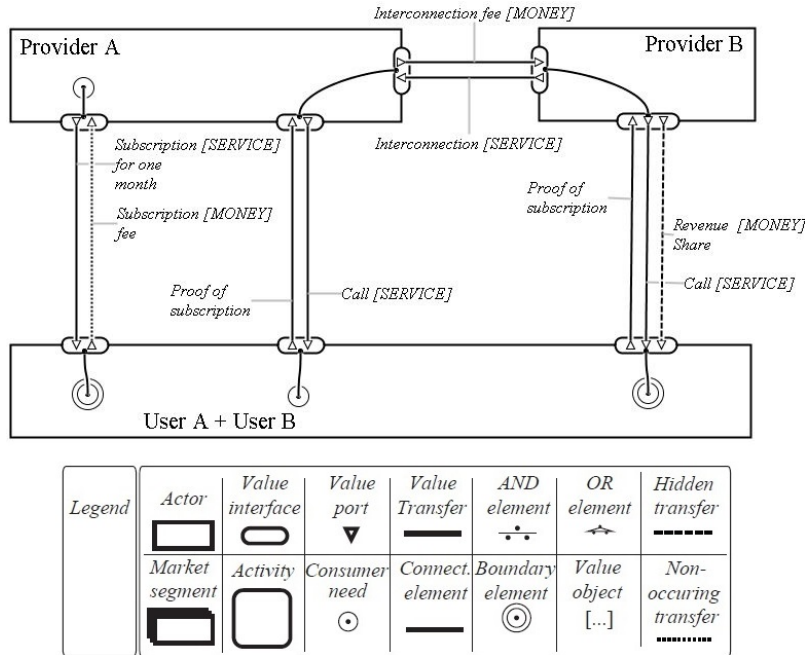 Interconnection fee [MONEY]
Provider A
Provider B
Subscription [SERVICE]
for one
month
Interconnection [SERVICE]
Subscription [MONEY]
fee
Proof of
subscription
Revenue [MONEY]
Share
Proof of
subscription
Call [SERVICE]
Call [SERVICE]
User A + User B
Legend
Actor
Value
interface
Value
port
Value
Transfer
AND
element
OR
element
Hidden
transfer
Market
segment
Activity
Consumer
need
Connect.
element
Boundary
element
Value
object
[...]
Non-
occuring
transfer